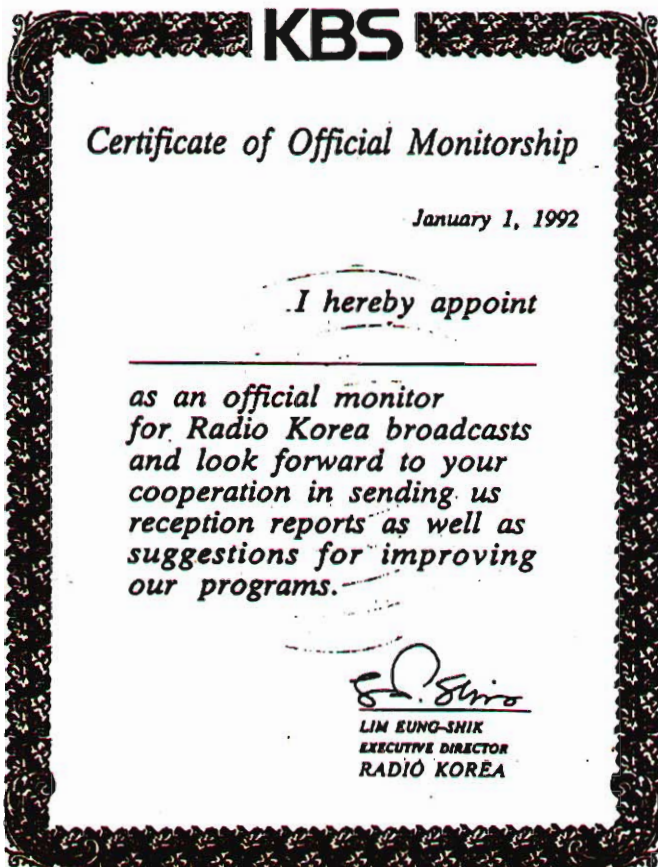 KBS
Certificate of Official Monitorship
January 1, 1992
I hereby appoint
as an official monitor
for Radio Korea broadcasts
and look forward to your
cooperation in sending us
reception reports as well as
suggestions for improving
our programs.
LIM EUNG-SHIK
EXECUTIVE DIRECTOR
RADIO KOREA